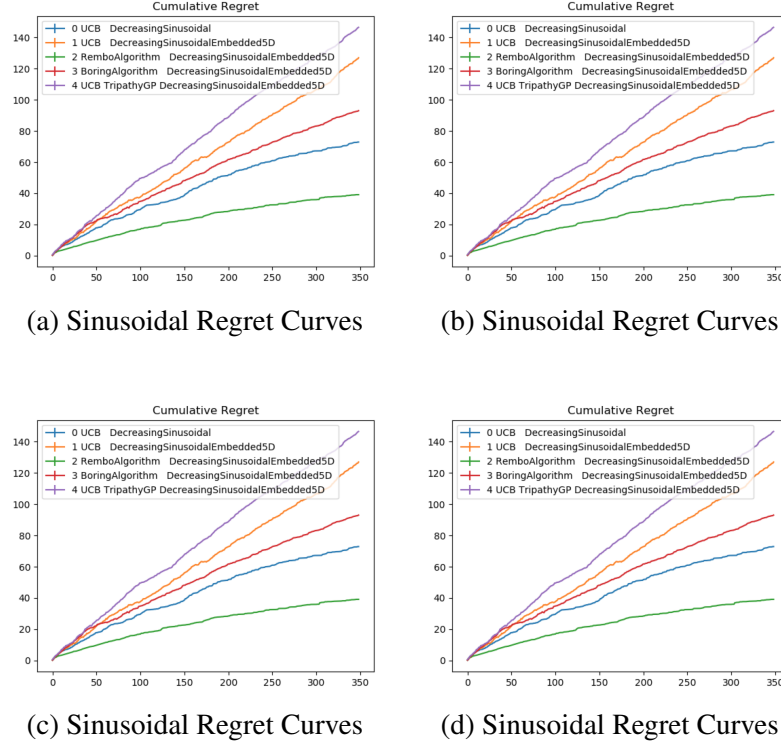 Cumulative Regret
140
120
100
80
60
40
20
0
0 UCB DecreasingSinusoidal
1 UCB DecreasingSinusoidalEmbedded5D
2 RemboAlgorithm DecreasingSinusoidalEmbedded5D
3 BoringAlgorithm DecreasingSinusoidalEmbedded5D
4 UCB TripathyGP DecreasingSinusoidalEmbedded5D
0 50 100 150 200 250 300 350
(a) Sinusoidal Regret Curves
Cumulative Regret
140
120
100
80
60
40
20
0
0 UCB DecreasingSinusoidal
1 UCB DecreasingSinusoidalEmbedded5D
2 RemboAlgorithm DecreasingSinusoidalEmbedded5D
3 BoringAlgorithm DecreasingSinusoidalEmbedded5D
4 UCB TripathyGP DecreasingSinusoidalEmbedded5D
0 50 100 150 200 250 300 350
(b) Sinusoidal Regret Curves
Cumulative Regret
140
120
100
80
60
40
20
0
0 UCB DecreasingSinusoidal
1 UCB DecreasingSinusoidalEmbedded5D
2 RemboAlgorithm DecreasingSinusoidalEmbedded5D
3 BoringAlgorithm DecreasingSinusoidalEmbedded5D
4 UCB TripathyGP DecreasingSinusoidalEmbedded5D
0 50 100 150 200 250 300 350
(c) Sinusoidal Regret Curves
Cumulative Regret
140
120
100
80
60
40
20
0
0 UCB DecreasingSinusoidal
1 UCB DecreasingSinusoidalEmbedded5D
2 RemboAlgorithm DecreasingSinusoidalEmbedded5D
3 BoringAlgorithm DecreasingSinusoidalEmbedded5D
4 UCB TripathyGP DecreasingSinusoidalEmbedded5D
0 50 100 150 200 250 300 350
(d) Sinusoidal Regret Curves